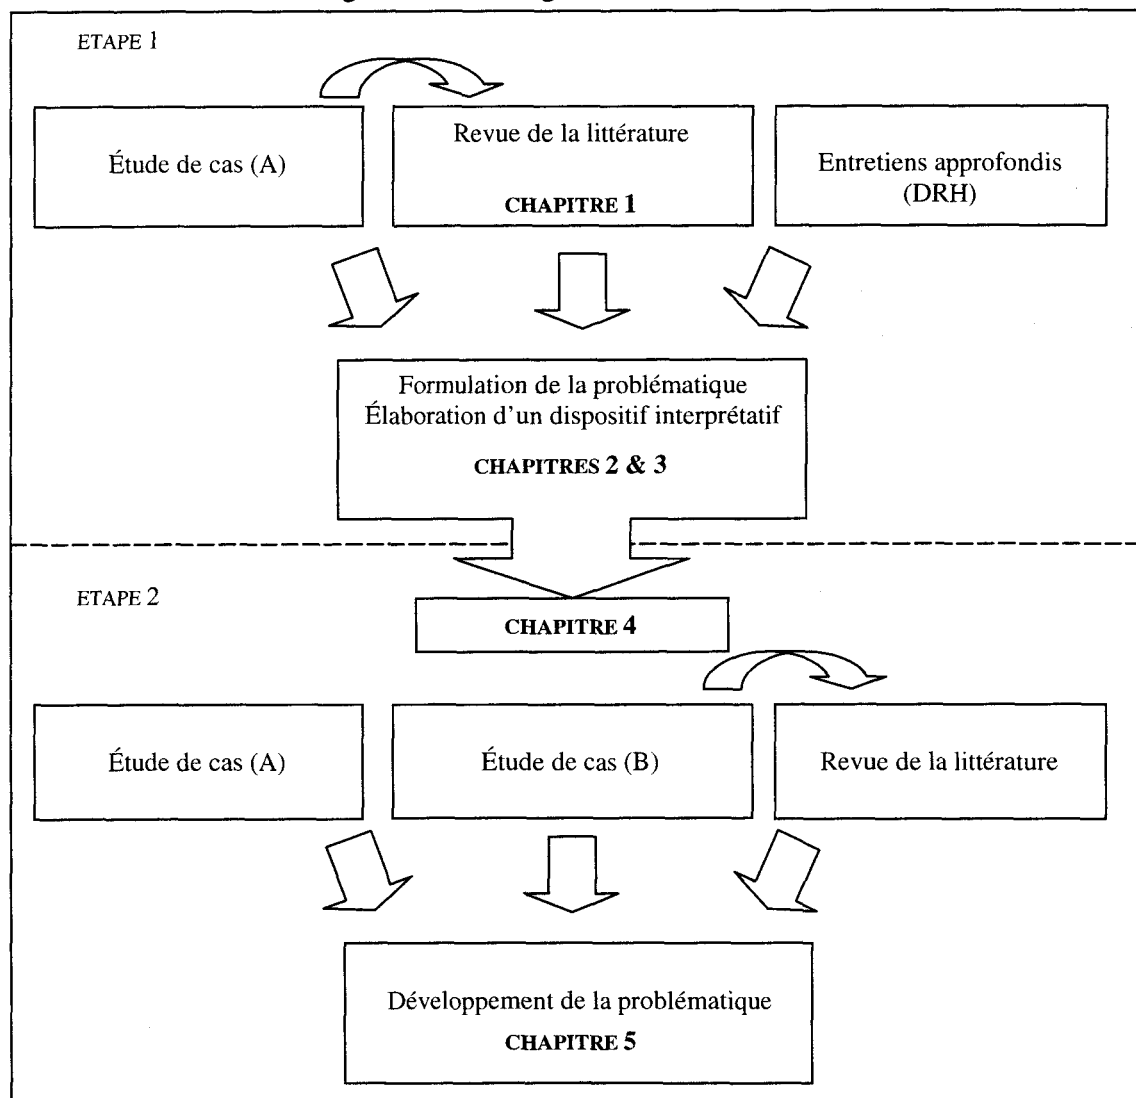 ETAPE 1
Étude de cas (A)
Revue de la littérature
CHAPITRE 1
Entretiens approfondis
(DRH)
Formulation de la problématique
Élaboration d'un dispositif interprétatif
CHAPITRES 2 & 3
ETAPE 2
CHAPITRE 4
Étude de cas (A)
Étude de cas (B)
Revue de la littérature
Développement de la problématique
CHAPITRE 5